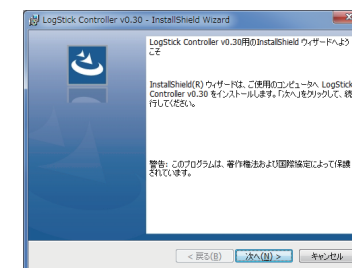 LogStick Controller v0.30 - InstallShield Wizard
LogStick Controller v0.30用のInstallShield ウィザードへよう
こそ
InstallShield(R) ウィザードは、ご使用のコンピュータへ LogStick
Controller v0.30 をインストールします。「次へ」をクリックして、続
行してください。
警告: このプログラムは、著作権法および国際協定によって保護
されています。
< 戻る(B) 次へ(N) > キャンセル